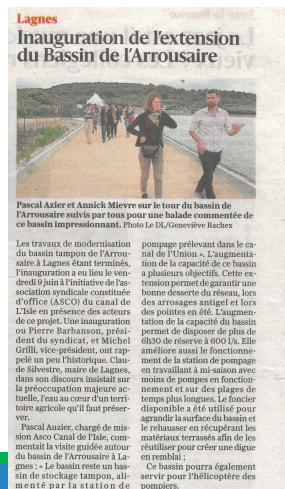 Lagnes
Inauguration de l'extension
du Bassin de l'Arrousaire
Pascal Azier et Annick Mievre sur le tour du bassin de
l'Arrousaire suivis par tous pour une balade commentée de
ce bassin impressionnant. Photo Le DL/Geneviève Rachex
Les travaux de modernisation
du bassin tampon de l'Arrou-
saire à Lagnes étant terminés,
l'inauguration a eu lieu le ven-
dredi 9 juin à l'initiative de l'as-
sociation syndicale constituée
d'office (ASCO) du canal de
L'Isle en présence des acteurs
de ce projet. Une inauguration
ou Pierre Barbanson, prési-
dent du syndicat, et Michel
Grilli, vice-président, ont rap-
pelé un peu l'historique. Clau-
de Silvestre, maire de Lagnes,
dans son discours insistait sur
la préoccupation majeure ac-
tuelle, l'eau au cœur d'un terri-
toire agricole qu'il faut préser-
ver.
Pascal Auzier, chargé de mis-
sion Asco Canal de l'Isle, com-
mentait la visite guidée autour
du bassin de l'Arrousaire à La-
gnes : « Le bassin reste un bas-
sin de stockage tampon, ali-
menté par la station de
pompage prélevant dans le ca-
nal de l'Union ». L'augmenta-
tion de la capacité de ce bassin
a plusieurs objectifs. Cette ex-
tension permet de garantir une
bonne desserte du réseau, lors
des arrosages antigel et lors
des pointes en été. L'augmen-
tation de la capacité du bassin
permet de disposer de plus de
6h30 de réserve à 600 l/s. Elle
améliore aussi le fonctionne-
ment de la station de pompage
en travaillant à mi-saison avec
moins de pompes en fonction-
nement et sur des plages de
temps plus longues. Le foncier
disponible a été utilisé pour
agrandir la surface du bassin et
le rehausser en récupérant les
matériaux terrassés afin de les
réutiliser pour créer une digue
en remblai ;
Ce bassin pourra également
servir pour l'hélicoptère des
pompiers.